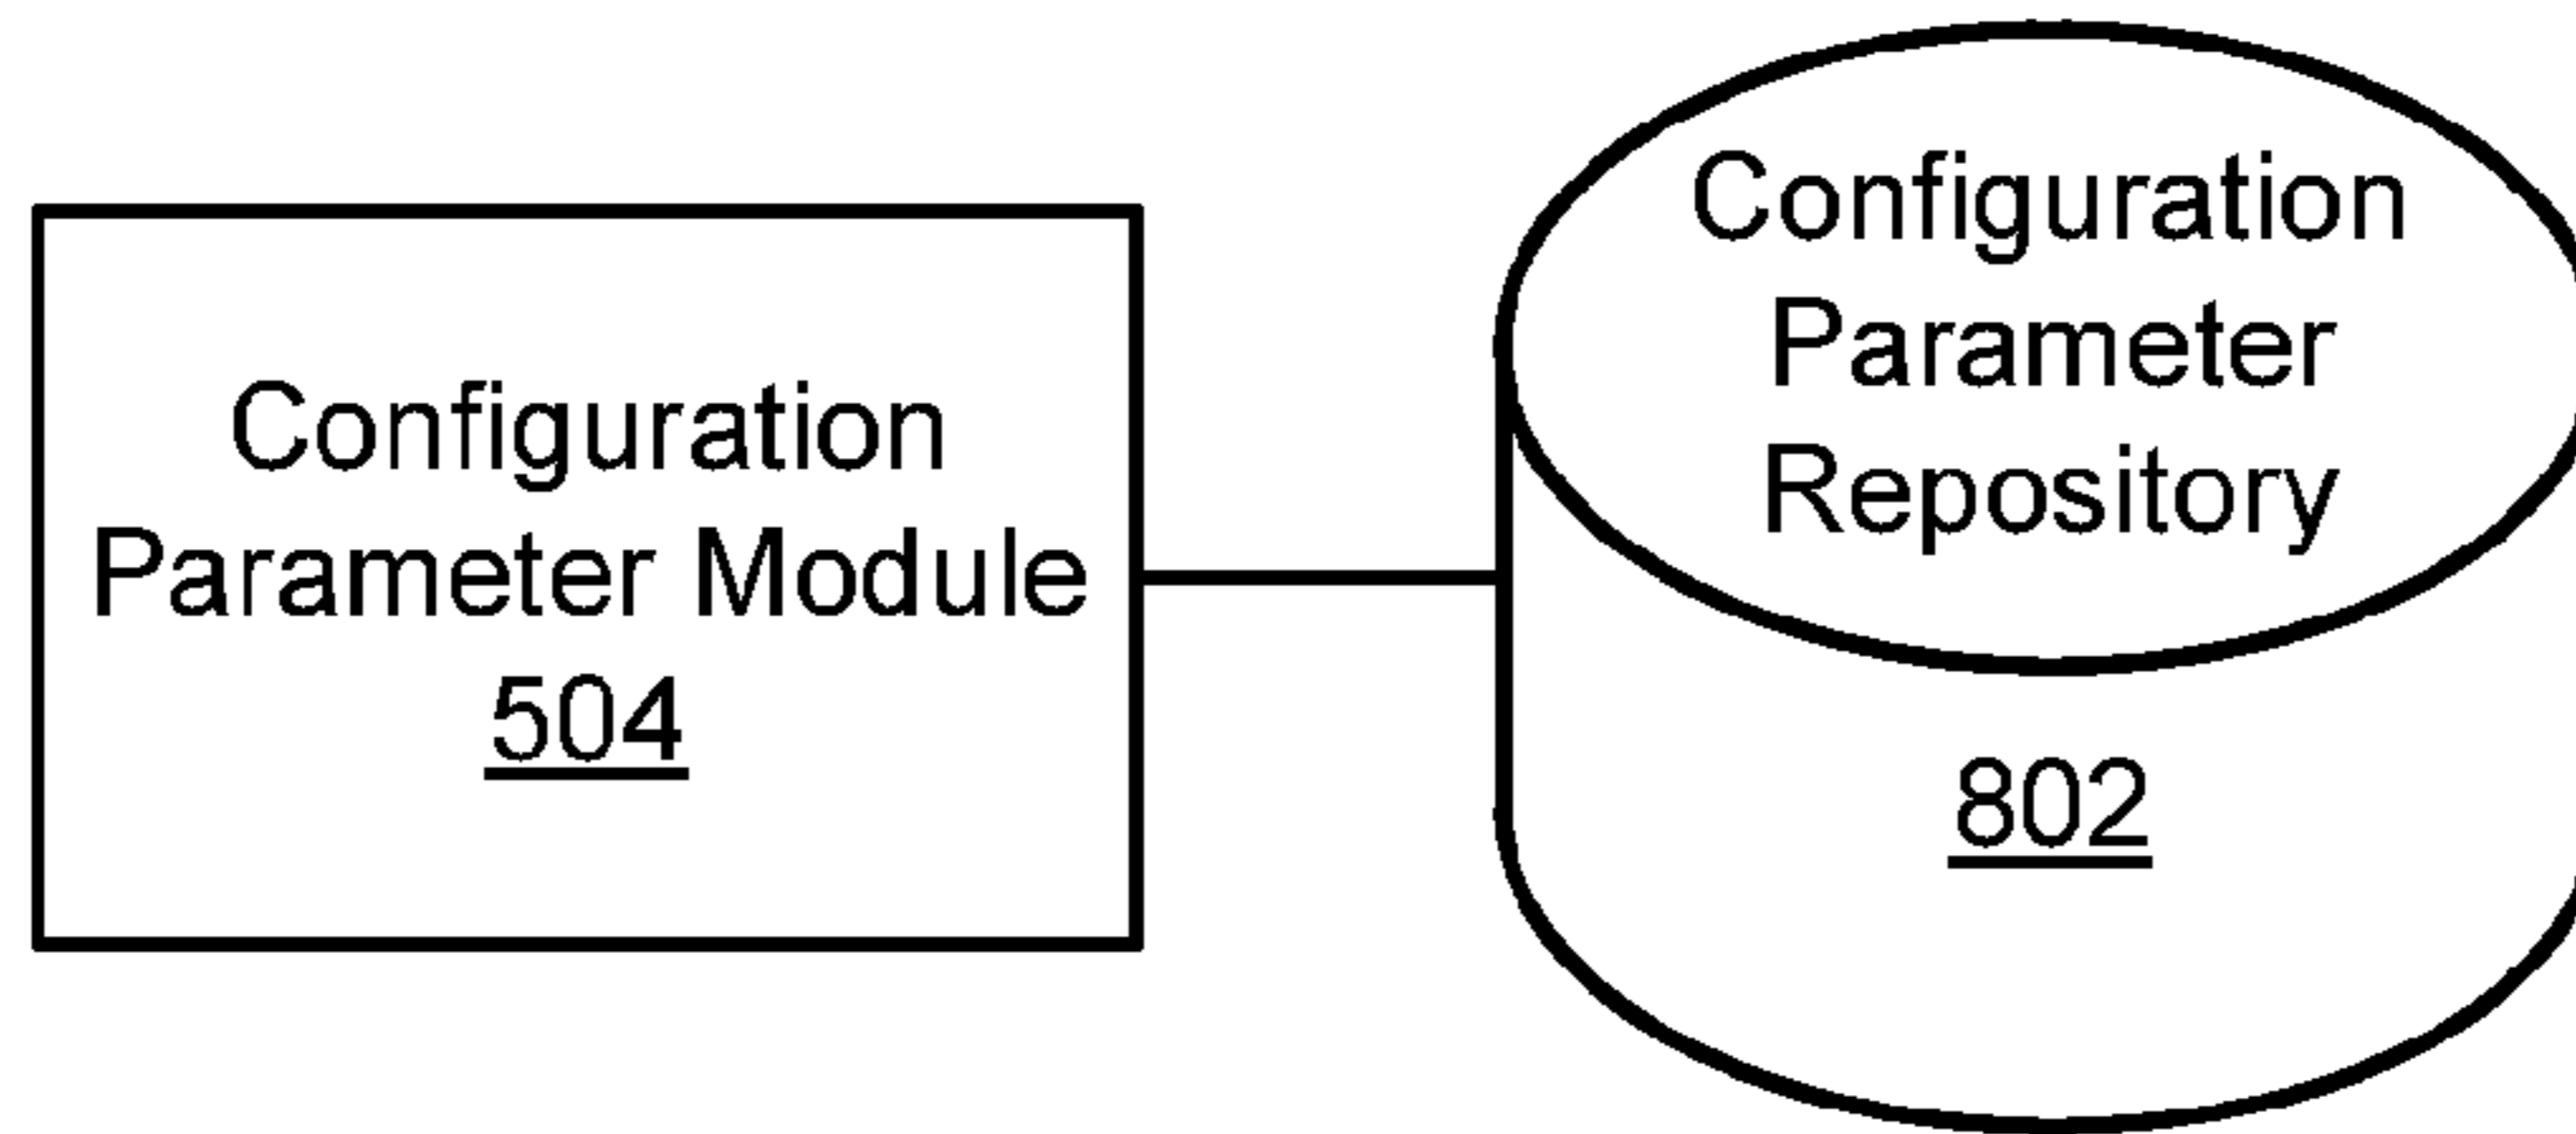 Configuration
Parameter Module
504
Configuration
Parameter
Repository
802